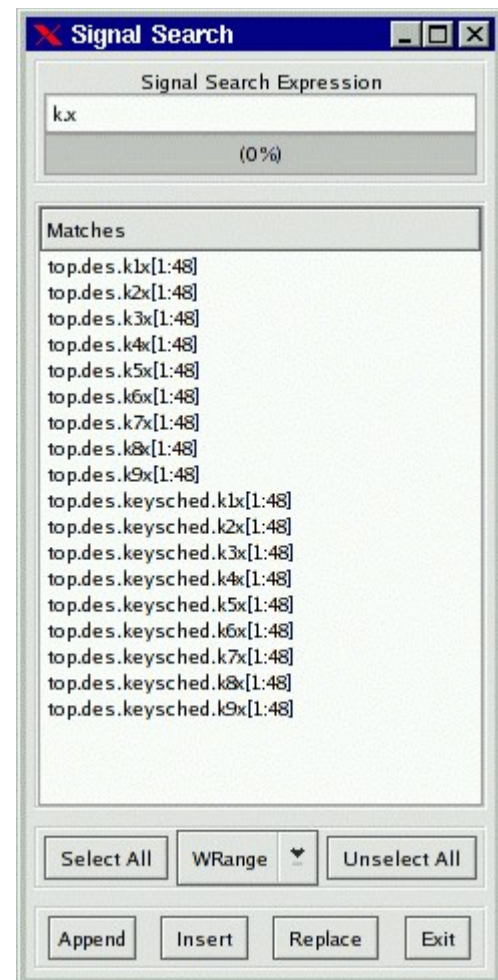 Signal Search
Signal Search Expression
k.x
(0%)
Matches
top.des.k1x[1:48]
top.des.k2x[1:48]
top.des.k3x[1:48]
top.des.k4x[1:48]
top.des.k5x[1:48]
top.des.k6x[1:48]
top.des.k7x[1:48]
top.des.k8x[1:48]
top.des.k9x[1:48]
top.des.keysched.k1x[1:48]
top.des.keysched.k2x[1:48]
top.des.keysched.k3x[1:48]
top.des.keysched.k4x[1:48]
top.des.keysched.k5x[1:48]
top.des.keysched.k6x[1:48]
top.des.keysched.k7x[1:48]
top.des.keysched.k8x[1:48]
top.des.keysched.k9x[1:48]
Select All WRange Unselect All
Append Insert Replace Exit